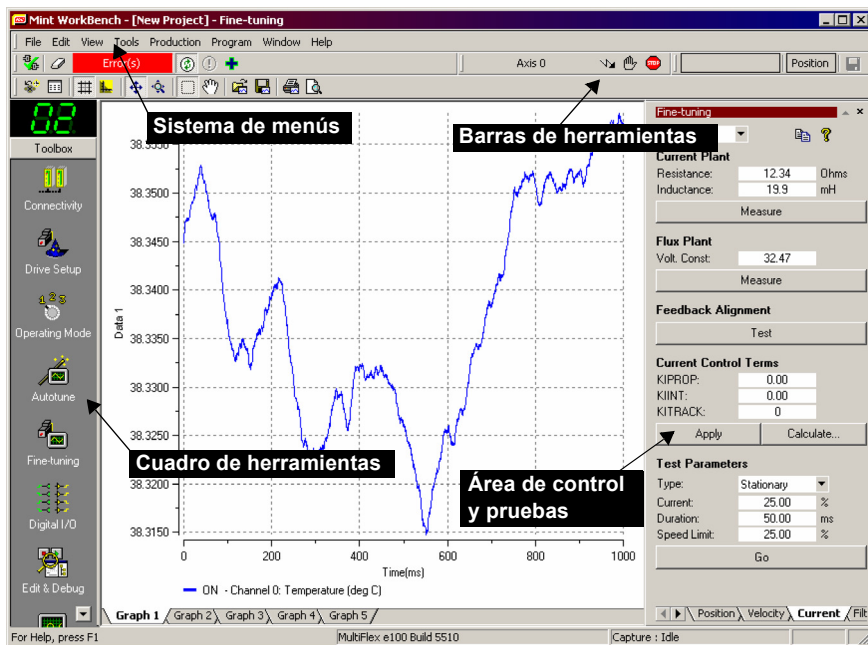 Mint WorkBench - [New Project] - Fine-tuning
File Edit View Tools Production Program Window Help
Error(s)
Axis 0
STOP
Position
02
Toolbox
Connectivity
Drive Setup
1 2 3
Operating Mode
Autotune
Fine-tuning
Digital I/O
Edit & Debug
Sistema de menús
Barras de herramientas
Cuadro de herramientas
Área de control
y pruebas
38.3550
38.3500
38.3450
38.3400
38.3350
38.3300
38.3250
38.3200
38.3150
Data 1
0 200 400 600 800 1000
Time(ms)
ON - Channel 0: Temperature (deg C)
Graph 1 Graph 2 Graph 3 Graph 4 Graph 5
Fine-tuning
Current Plant
Resistance: 12.34 Ohms
Inductance: 19.9 mH
Measure
Flux Plant
Volt. Const: 32.47
Measure
Feedback Alignment
Test
Current Control Terms
KIPROP: 0.00
KIINT: 0.00
KITRACK: 0
Apply Calculate...
Test Parameters
Type: Stationary
Current: 25.00 %
Duration: 50.00 ms
Speed Limit: 25.00 %
Go
Position Velocity Current Filt
For Help, press F1
MultiFlex e100 Build 5510
Capture : Idle